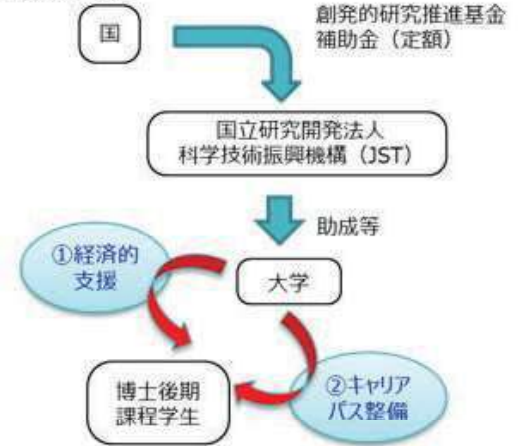 国
創発的研究推進基金
補助金（定額）
国立研究開発法人
科学技術振興機構（JST）
助成等
①経済的
支援
大学
博士後期
課程学生
②キャリア
パス整備